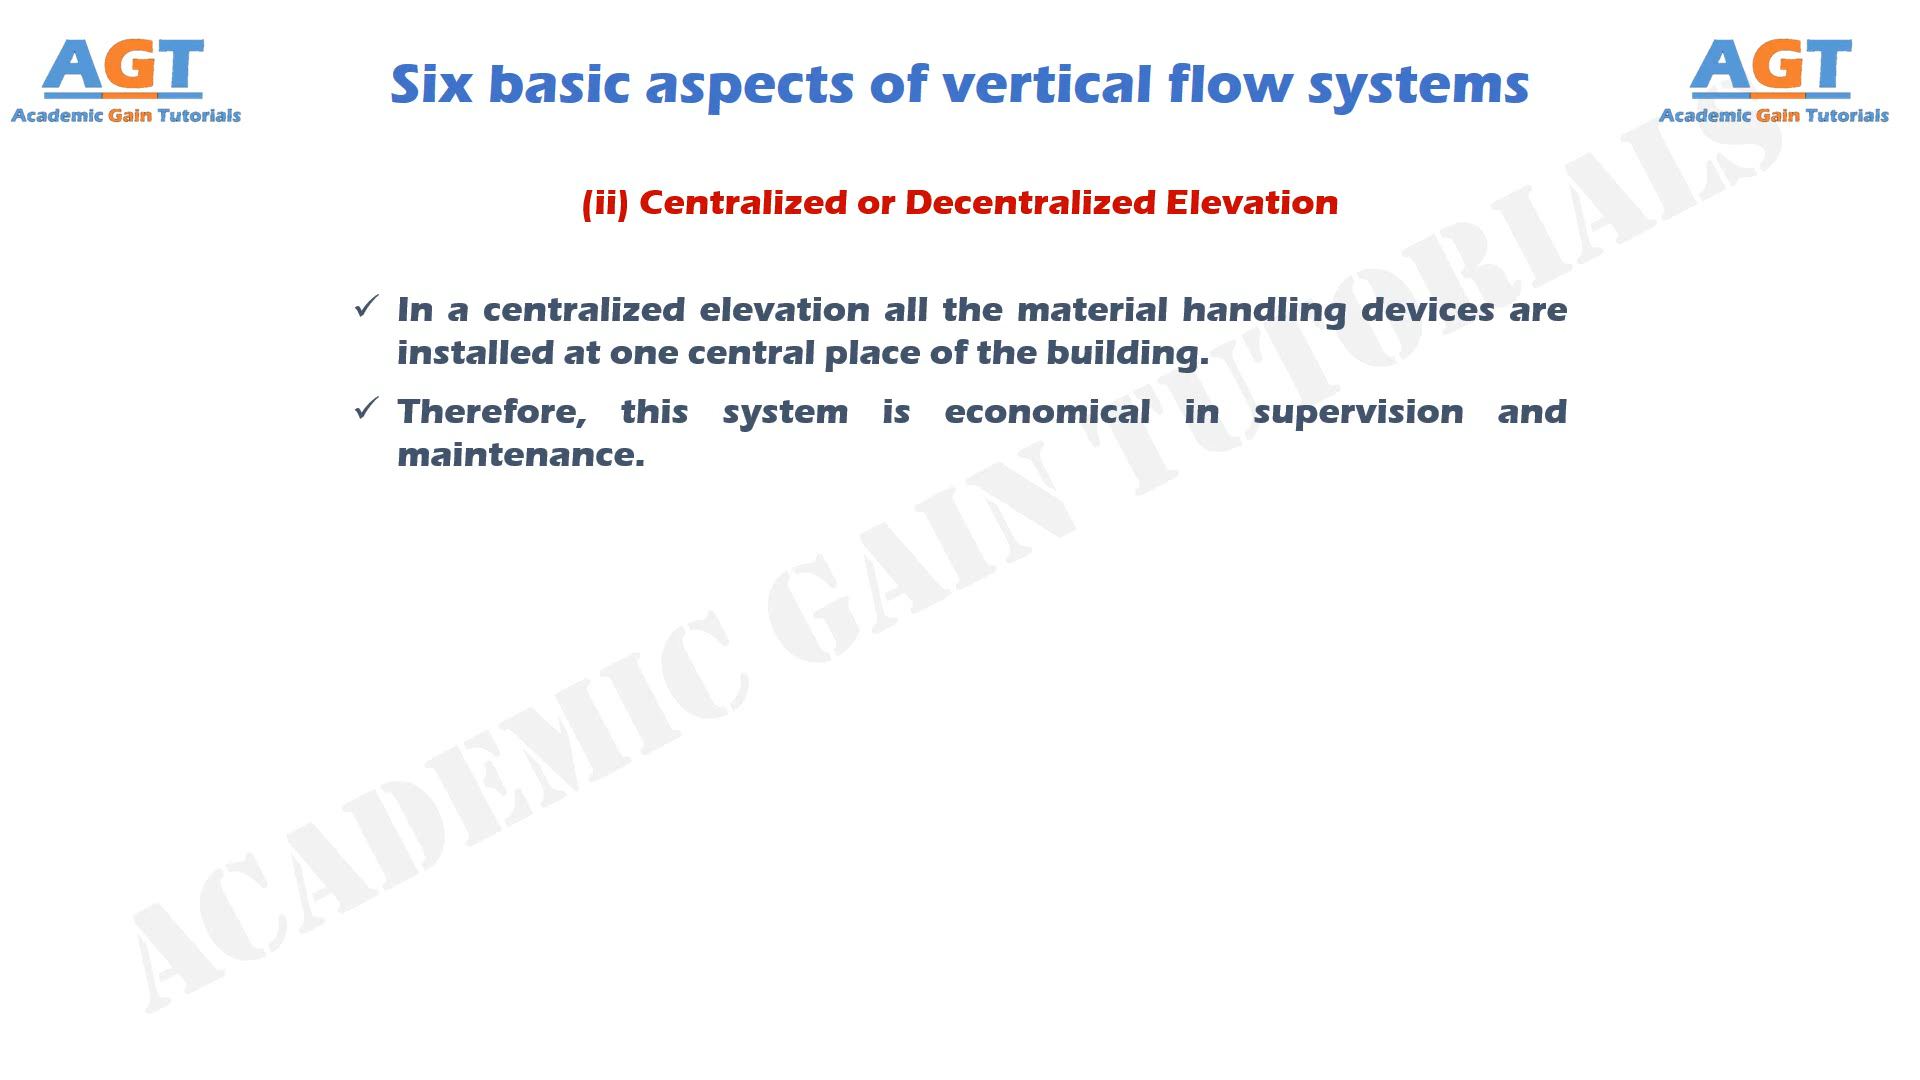 AGT
Academic Gain Tutorials
Six basic aspects of vertical flow systems
AGT
Academic Gain Tutorials
(ii) Centralized or Decentralized Elevation
✓ In a centralized elevation all the material handling devices are
installed at one central place of the building.
✓ Therefore, this system is economical in supervision and
maintenance.
ACADEMIC GAIN TUTORIALS